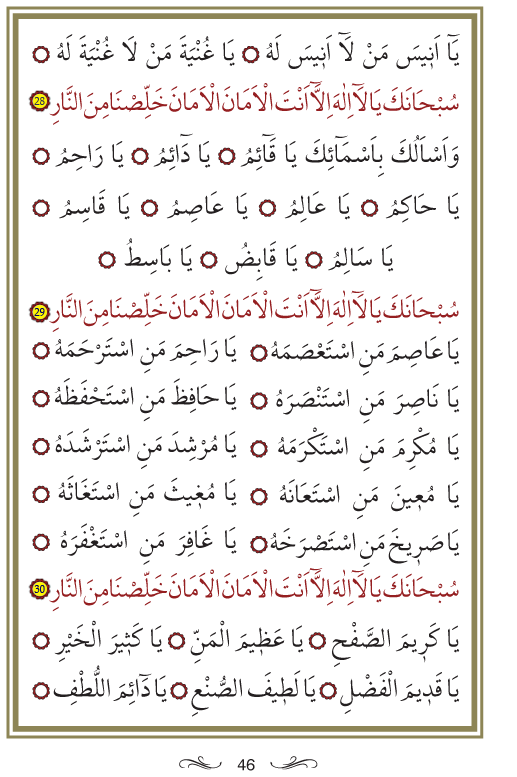 يَٓا اَنٖيسَ مَنْ لَٓا اَنٖيسَ لَهُ ۞ يَا غُنْيَةَ مَنْ لَا غُنْيَةَ لَهُ ۞
سُبْحَانَكَ يَا لَٓا اِلٰهَ اِلَّٓا اَنْتَ الْاَمَانَ الْاَمَانَ خَلِّصْنَا مِنَ النَّارِ 28
وَاَسْاَلُكَ بِاَسْمَٓائِكَ يَا قَٓائِمُ ۞ يَا دَٓائِمُ ۞ يَا رَاحِمُ ۞
يَا حَاكِمُ ۞ يَا عَالِمُ ۞ يَا عَاصِمُ ۞ يَا قَاسِمُ ۞
يَا سَالِمُ ۞ يَا قَابِضُ ۞ يَا بَاسِطُ ۞
سُبْحَانَكَ يَا لَٓا اِلٰهَ اِلَّٓا اَنْتَ الْاَمَانَ الْاَمَانَ خَلِّصْنَا مِنَ النَّارِ 29
يَا عَاصِمَ مَنِ اسْتَعْصَمَهُ ۞ يَا رَاحِمَ مَنِ اسْتَرْحَمَهُ ۞
يَا نَاصِرَ مَنِ اسْتَنْصَرَهُ ۞ يَا حَافِظَ مَنِ اسْتَحْفَظَهُ ۞
يَا مُكْرِمَ مَنِ اسْتَكْرَمَهُ ۞ يَا مُرْشِدَ مَنِ اسْتَرْشَدَهُ ۞
يَا مُعٖينَ مَنِ اسْتَعَانَهُ ۞ يَا مُغٖيثَ مَنِ اسْتَغَاثَهُ ۞
يَا صَرٖيخَ مَنِ اسْتَصْرَخَهُ ۞ يَا غَافِرَ مَنِ اسْتَغْفَرَهُ ۞
سُبْحَانَكَ يَا لَٓا اِلٰهَ اِلَّٓا اَنْتَ الْاَمَانَ الْاَمَانَ خَلِّصْنَا مِنَ النَّارِ 30
يَا كَرٖيمَ الصَّفْحِ ۞ يَا عَظٖيمَ الْمَنِّ ۞ يَا كَثٖيرَ الْخَيْرِ ۞
يَا قَدٖيمَ الْفَضْلِ ۞ يَا لَطٖيفَ الصُّنْعِ ۞ يَا دَٓائِمَ اللُّطْفِ ۞
46